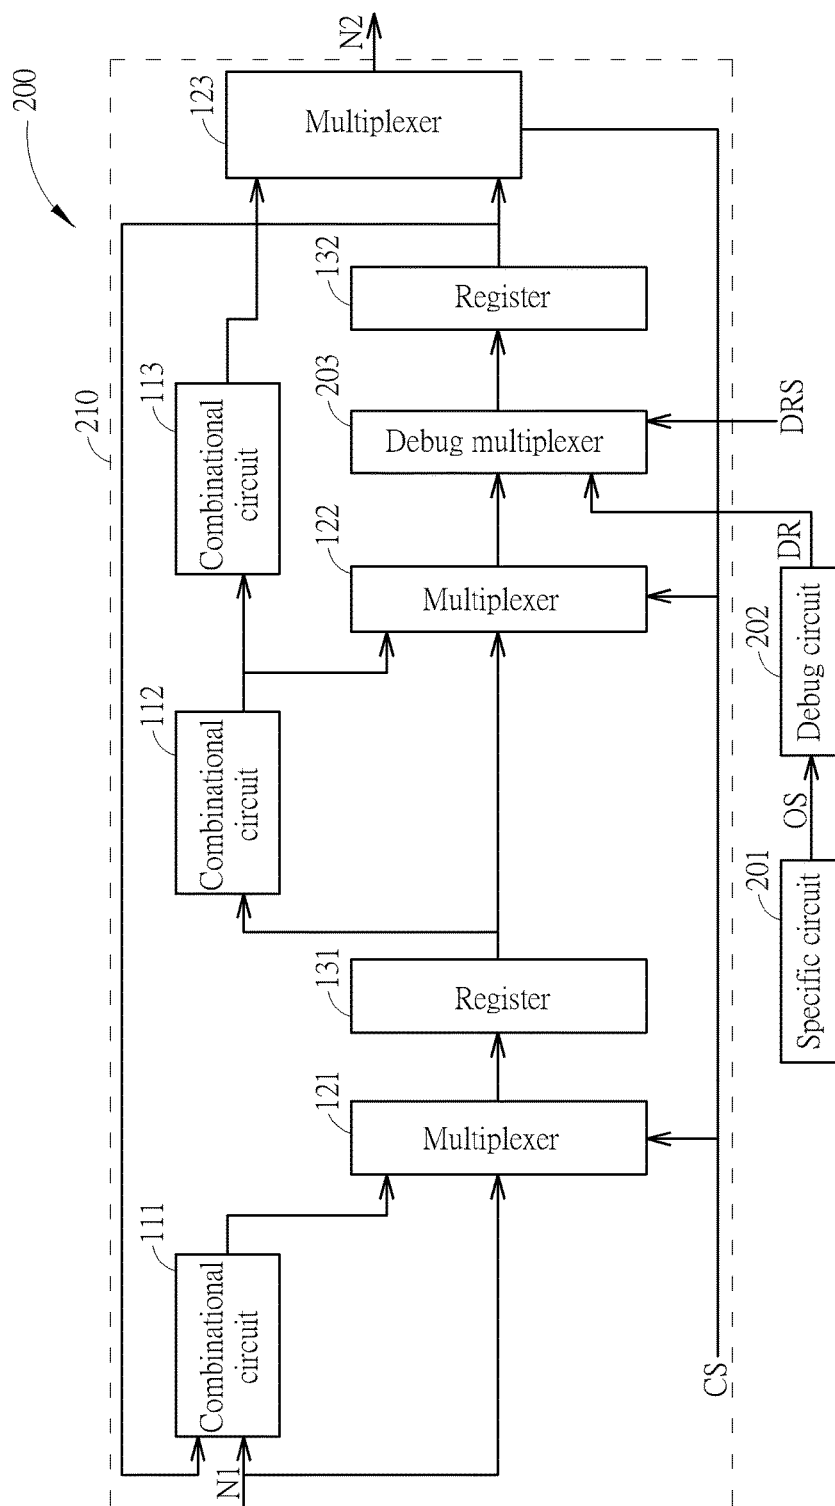 200
210
N1
111
Combinational
circuit
112
Combinational
circuit
113
Combinational
circuit
121
Multiplexer
131
Register
122
Multiplexer
203
Debug multiplexer
132
Register
123
Multiplexer
N2
CS
DRS
201
Specific circuit
OS
202
Debug circuit
DR